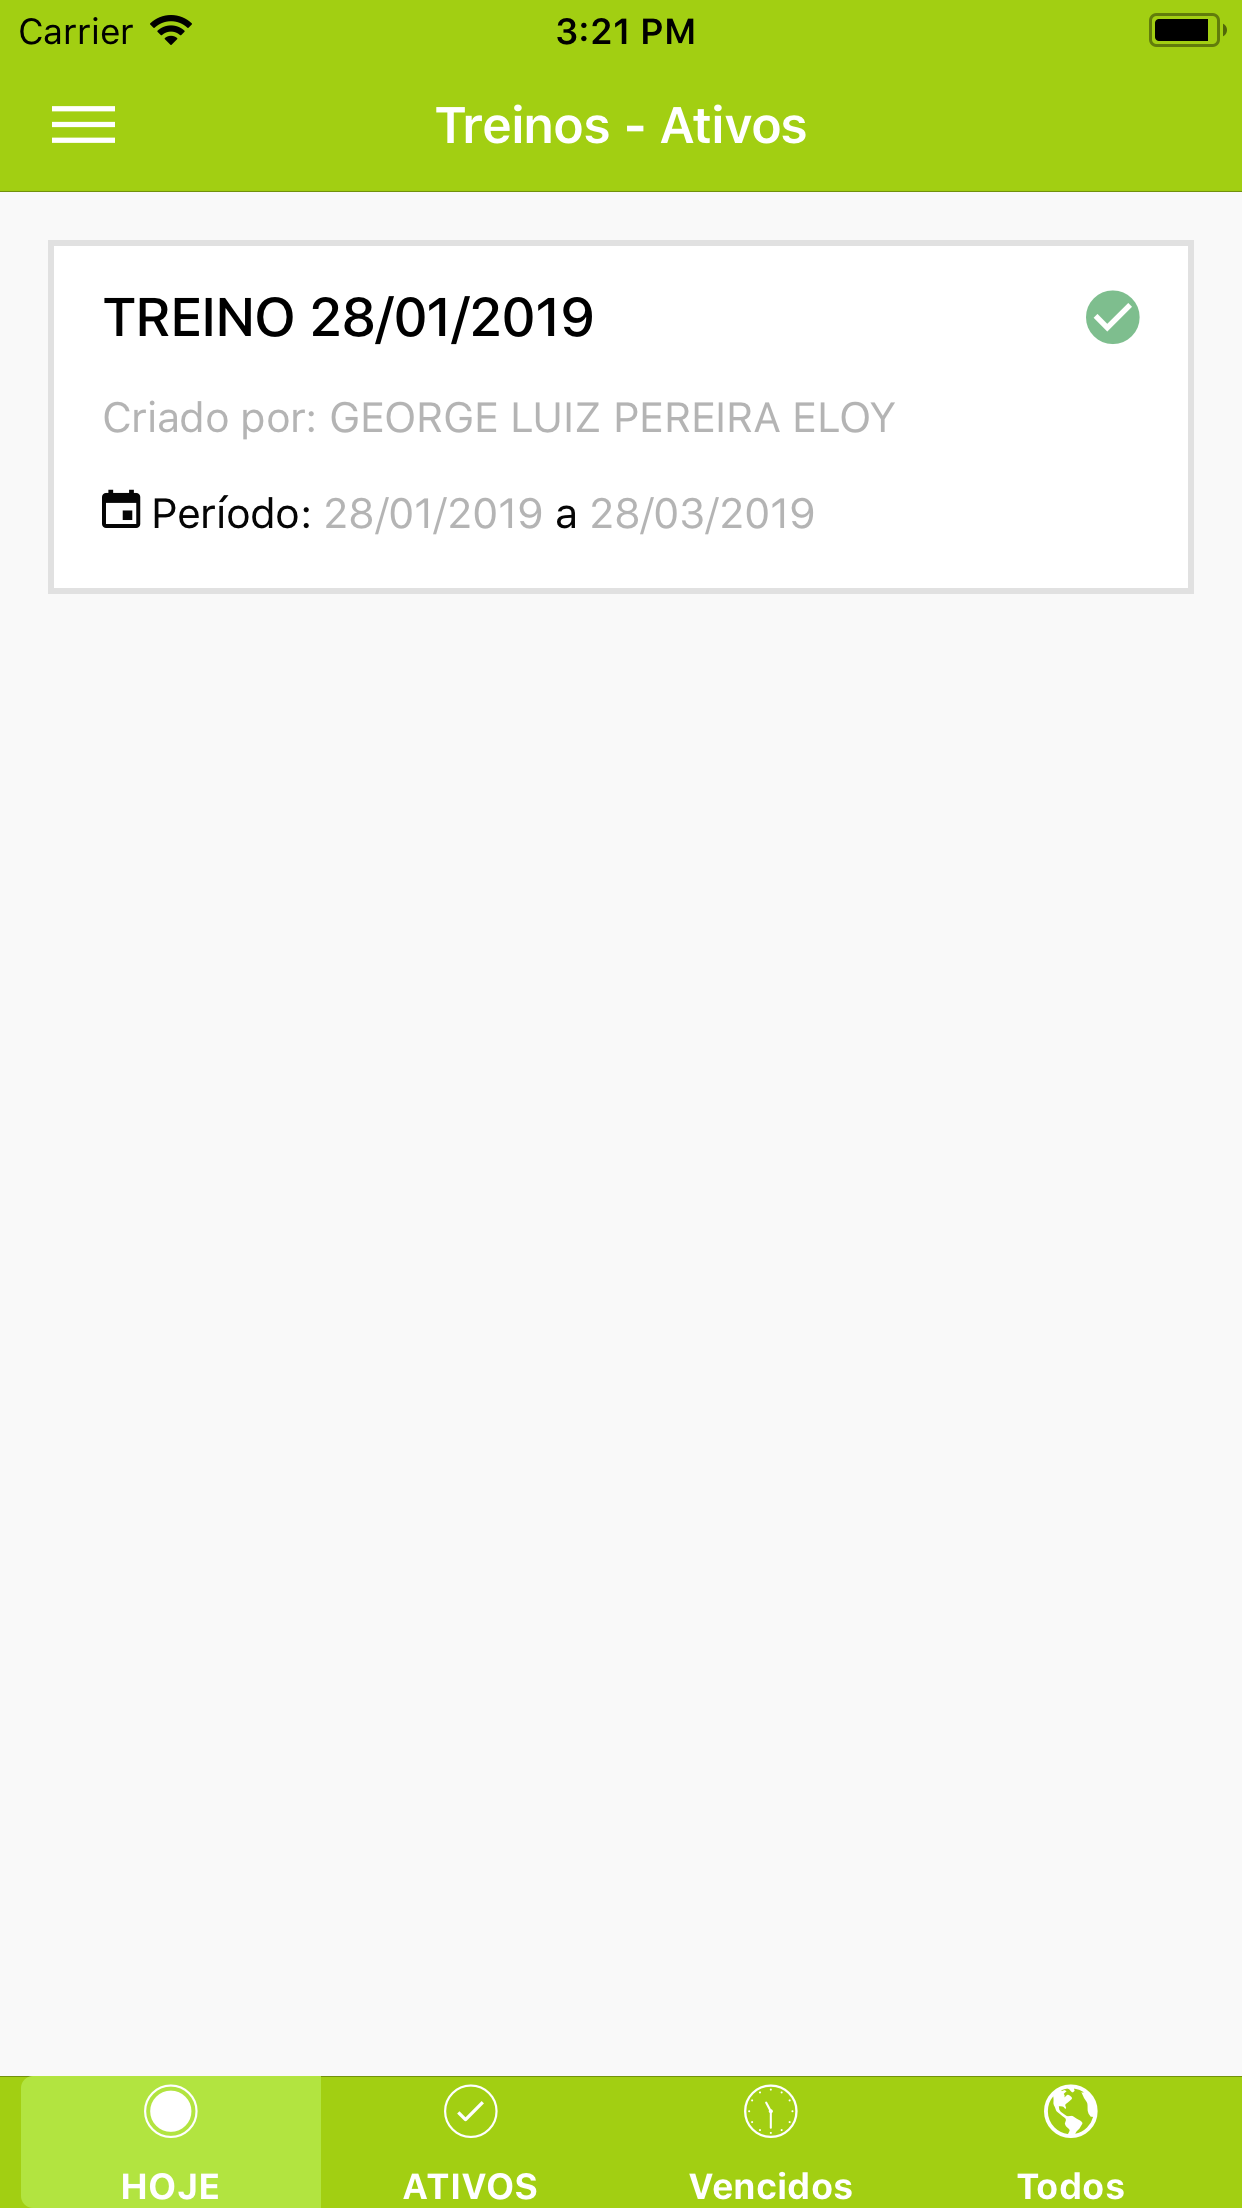 Carrier 3:21 PM
Treinos - Ativos
TREINO 28/01/2019
Criado por: GEORGE LUIZ PEREIRA ELOY
Período: 28/01/2019 a 28/03/2019
HOJE ATIVOS Vencidos Todos